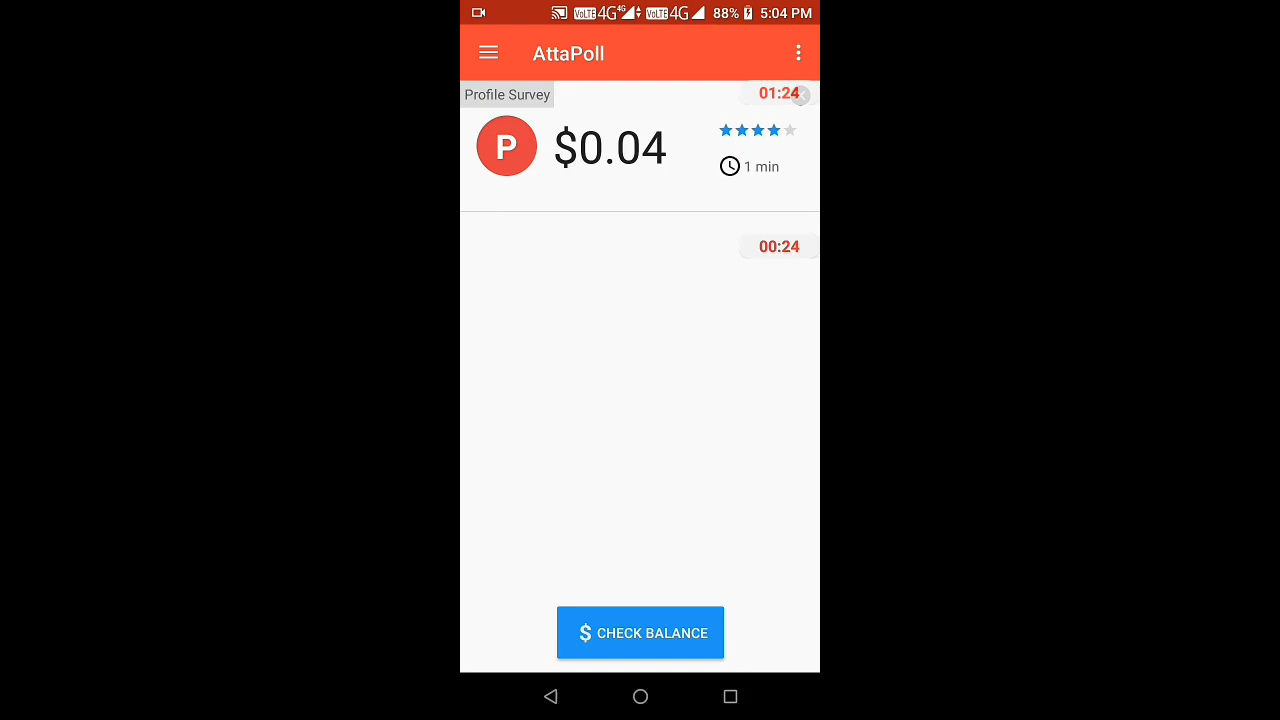 VoLTE 4G 4G VoLTE 4G 88% 5:04 PM
AttaPoll
Profile Survey 01:24
P $0.04
1 min
00:24
$ CHECK BALANCE